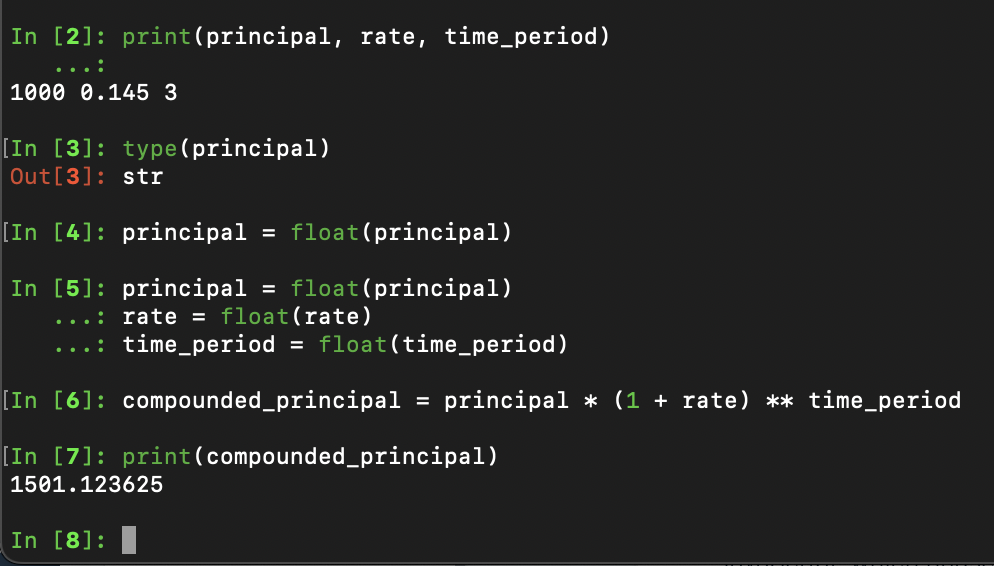 In [2]: print(principal, rate, time_period)
   ...:
1000 0.145 3
[In [3]: type(principal)
Out[3]: str
[In [4]: principal = float(principal)
In [5]: principal = float(principal)
   ...: rate = float(rate)
   ...: time_period = float(time_period)
[In [6]: compounded_principal = principal * (1 + rate) ** time_period
[In [7]: print(compounded_principal)
1501.123625
In [8]: